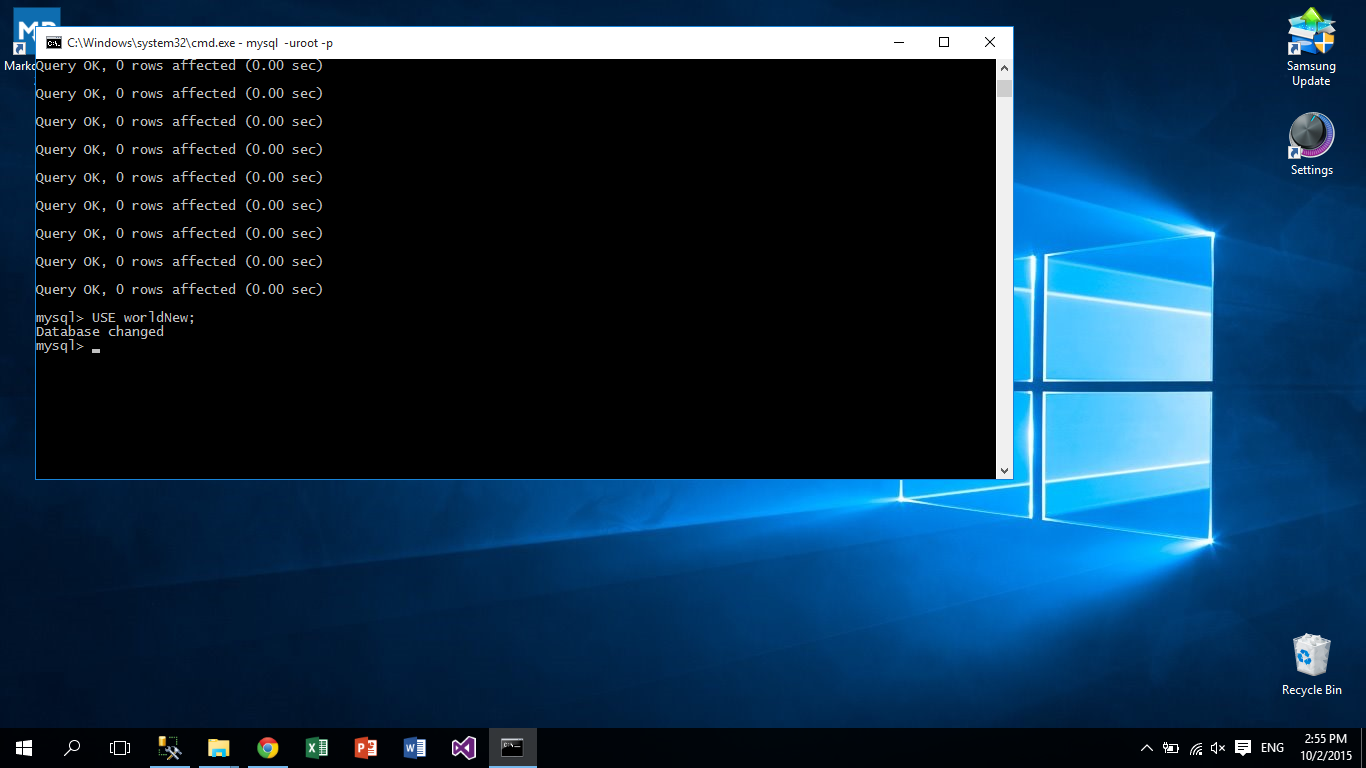 C:\Windows\system32\cmd.exe - mysql  -uroot -p
Query OK, 0 rows affected (0.00 sec)
Query OK, 0 rows affected (0.00 sec)
Query OK, 0 rows affected (0.00 sec)
Query OK, 0 rows affected (0.00 sec)
Query OK, 0 rows affected (0.00 sec)
Query OK, 0 rows affected (0.00 sec)
Query OK, 0 rows affected (0.00 sec)
Query OK, 0 rows affected (0.00 sec)
Query OK, 0 rows affected (0.00 sec)
mysql> USE worldNew;
Database changed
mysql>
Samsung
Update
Settings
Recycle Bin
ENG
2:55 PM
10/2/2015